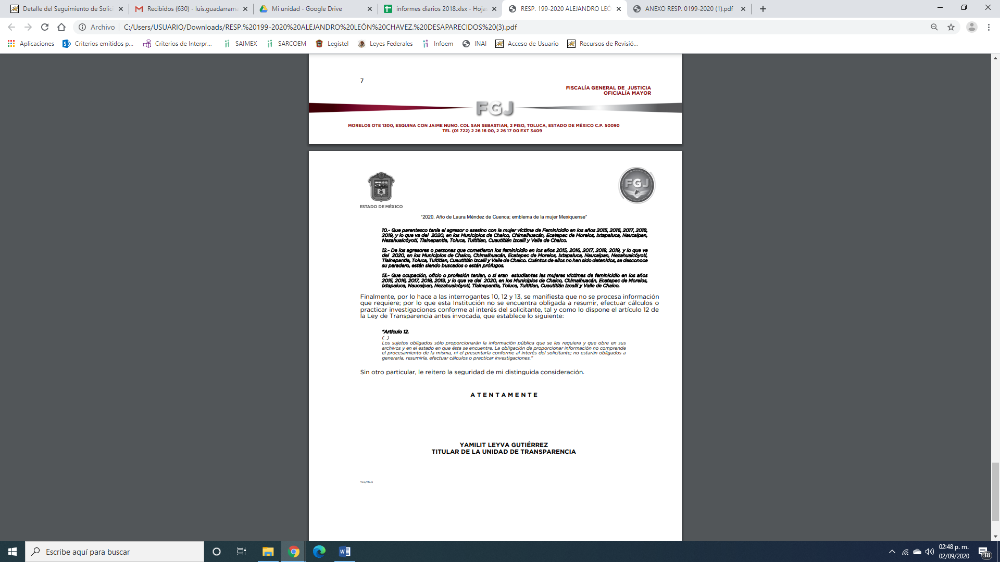 Detalle del Seguimiento de Solici
Recibidos (630) - luis.guadarrama
Mi unidad - Google Drive
informes diarios 2018.xlsx - Hoja
RESP. 199-2020 ALEJANDRO LEÓ
ANEXO RESP. 0199-2020 (1).pdf
Archivo
C:/Users/USUARIO/Downloads/RESP.%20199-2020%20ALEJANDRO%20LEÓN%20CHAVEZ.%20DESAPARECIDOS%20(3).pdf
Aplicaciones
Criterios emitidos p...
Criterios de Interpr...
SAIMEX
SARCOEM
Legistel
Leyes Federales
Infoem
INAI
Acceso de Usuario
Recursos de Revisió...
7
FISCALÍA GENERAL DE JUSTICIA
OFICIALÍA MAYOR
FGJ
MORELOS OTE 1300, ESQUINA CON JAIME NUNO. COL SAN SEBASTIAN, 2 PISO, TOLUCA, ESTADO DE MÉXICO C.P. 50090
TEL (01 722) 2 26 16 00, 2 26 17 00 EXT 3409
ESTADO DE MÉXICO
FGJ
“2020. Año de Laura Méndez de Cuenca; emblema de la mujer Mexiquense”
10.- Que parentesco tenía el agresor o asesino con la mujer víctima de Feminicidio en los años 2015, 2016, 2017, 2018,
2019, y lo que va del 2020, en los Municipios de Chalco, Chimalhuacán, Ecatepec de Morelos, Ixtapaluca, Naucalpan,
Nezahualcóyotl, Tlalnepantla, Toluca, Tultitlan, Cuautitlán Izcalli y Valle de Chalco.
12.- De los agresores o personas que cometieron los feminicidio en los años 2015, 2016, 2017, 2018, 2019, y lo que va
del 2020, en los Municipios de Chalco, Chimalhuacán, Ecatepec de Morelos, Ixtapaluca, Naucalpan, Nezahualcóyotl,
Tlalnepantla, Toluca, Tultitlan, Cuautitlán Izcalli y Valle de Chalco. Cuántos de ellos no han sido detenidos, se desconoce
su paradero, están siendo buscados o están prófugos.
13.- Que ocupación, oficio o profesión tenían, o si eran estudiantes las mujeres víctimas de feminicidio en los años
2015, 2016, 2017, 2018, 2019, y lo que va del 2020, en los Municipios de Chalco, Chimalhuacán, Ecatepec de Morelos,
Ixtapaluca, Naucalpan, Nezahualcóyotl, Tlalnepantla, Toluca, Tultitlan, Cuautitlán Izcalli y Valle de Chalco.
Finalmente, por lo hace a las interrogantes 10, 12 y 13, se manifiesta que no se procesa información
que requiere; por lo que esta Institución no se encuentra obligada a resumir, efectuar cálculos o
practicar investigaciones conforme al interés del solicitante, tal y como lo dispone el artículo 12 de
la Ley de Transparencia antes invocada, que establece lo siguiente:
“Artículo 12.
(...)
Los sujetos obligados sólo proporcionarán la información pública que se les requiera y que obre en sus
archivos y en el estado en que ésta se encuentre. La obligación de proporcionar información no comprende
el procesamiento de la misma, ni el presentarla conforme al interés del solicitante; no estarán obligados a
generarla, resumirla, efectuar cálculos o practicar investigaciones.”
Sin otro particular, le reitero la seguridad de mi distinguida consideración.
A T E N T A M E N T E
YAMILIT LEYVA GUTIÉRREZ
TITULAR DE LA UNIDAD DE TRANSPARENCIA
YLG/MEJJ
Escribe aquí para buscar
02:48 p. m.
02/09/2020
38